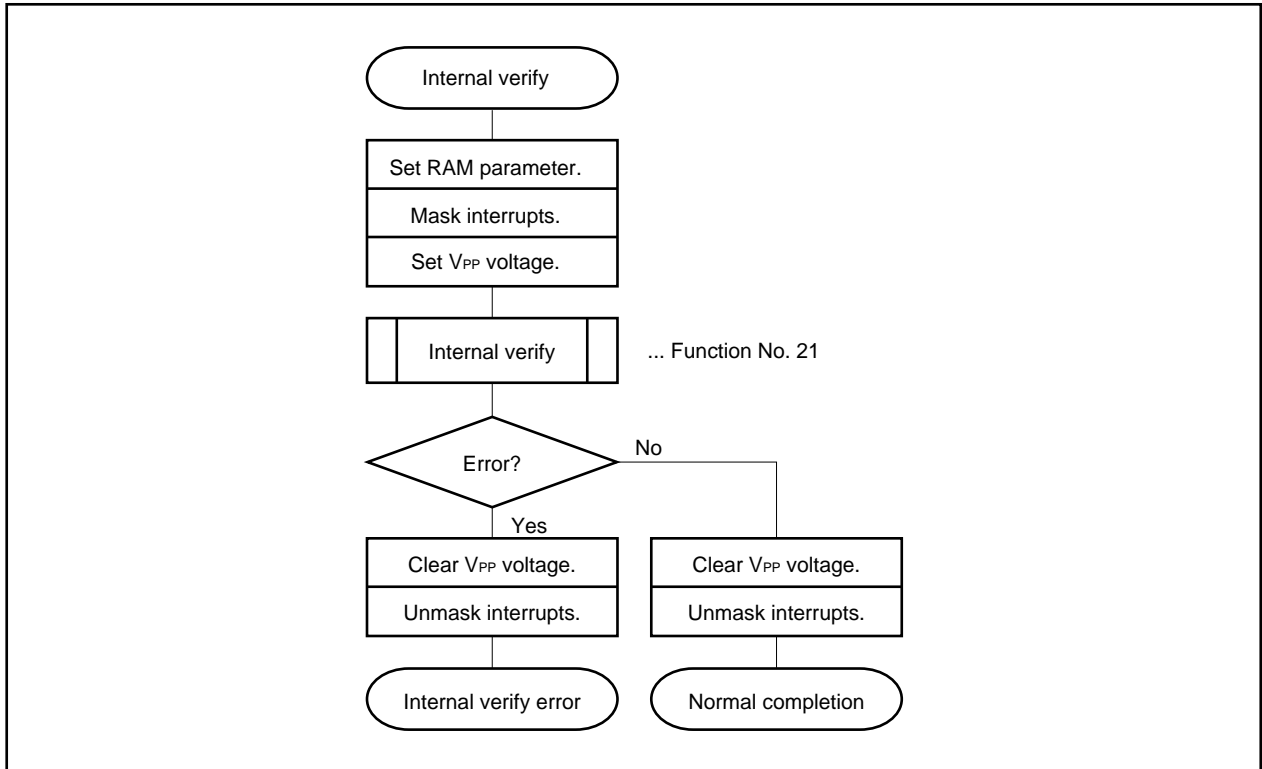 Internal verify
Set RAM parameter.
Mask interrupts.
Set VPP voltage.
Internal verify ... Function No. 21
Error?
No
Yes
Clear VPP voltage.
Unmask interrupts.
Internal verify error
Clear VPP voltage.
Unmask interrupts.
Normal completion